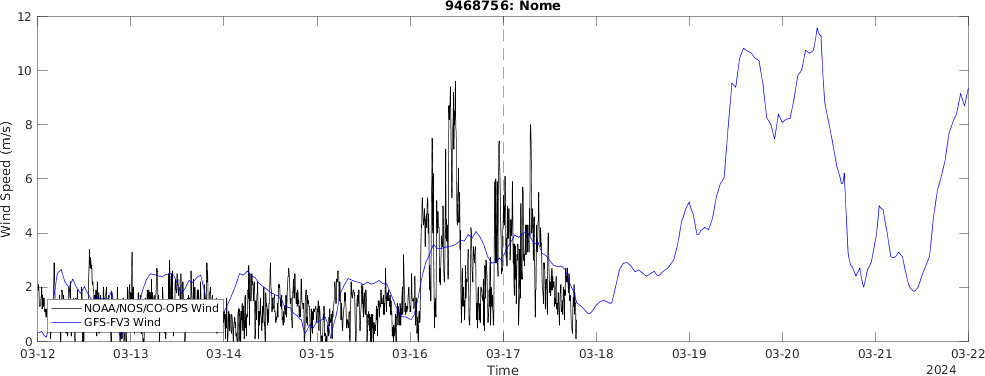 9468756: Nome
Wind Speed (m/s)
12
10
8
6
4
2
0
NOAA/NOS/CO-OPS Wind
GFS-FV3 Wind
03-12 03-13 03-14 03-15 03-16 03-17 03-18 03-19 03-20 03-21 03-22
Time
2024